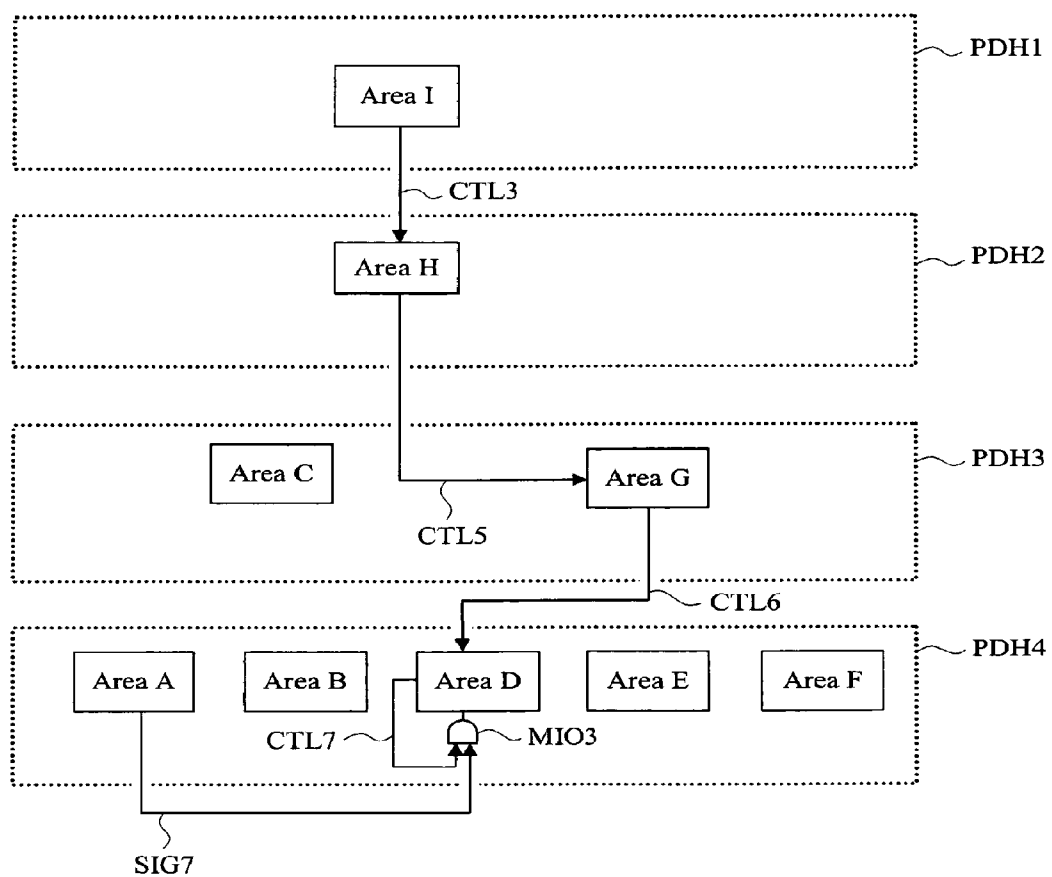 PDH1
Area I
CTL3
PDH2
Area H
PDH3
Area C
Area G
CTL5
CTL6
PDH4
Area A
Area B
Area D
Area E
Area F
CTL7
MIO3
SIG7